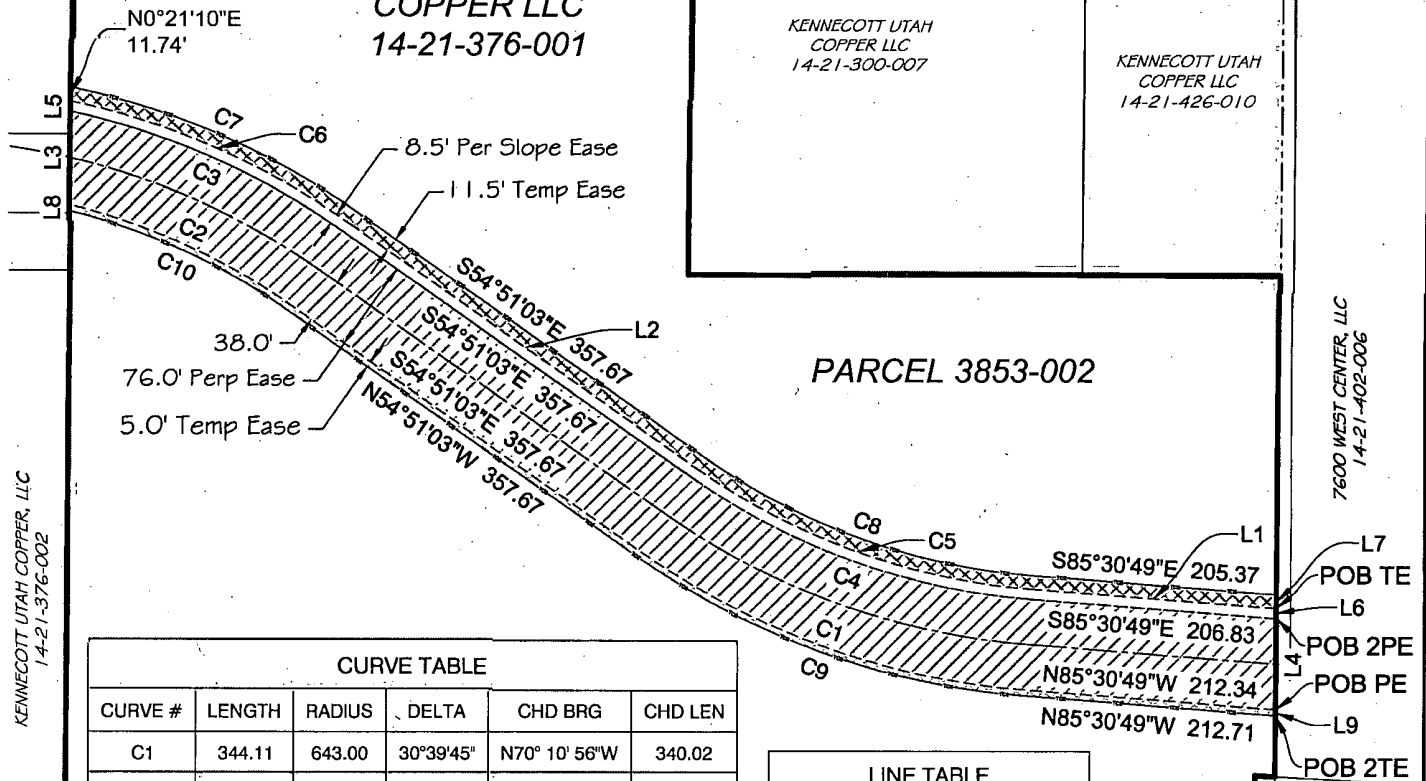 COPPER LLC
14-21-376-001
N0°21'10"E
11.74'
KENNECOTT UTAH
COPPER LLC
14-21-300-007
KENNECOTT UTAH
COPPER LLC
14-21-426-010
L5
L3
L8
C7
C6
C3
C2
C10
8.5' Per Slope Ease
11.5' Temp Ease
S54°51'03"E 357.67
L2
S54°51'03"E 357.67
S54°51'03"E 357.67
N54°51'03"W 357.67
38.0'
76.0' Perp Ease
5.0' Temp Ease
PARCEL 3853-002
7600 WEST CENTER, LLC
14-21-402-006
KENNECOTT UTAH COPPER, LLC
14-21-376-002
C8
C5
C4
C1
C9
L1
S85°30'49"E 205.37
S85°30'49"E 206.83
N85°30'49"W 212.34
N85°30'49"W 212.71
L7
POB TE
L6
POB 2PE
L4
POB PE
L9
POB 2TE
CURVE TABLE
CURVE # LENGTH RADIUS DELTA CHD BRG CHD LEN
C1 344.11 643.00 30°39'45" N70° 10' 56"W 340.02
LINE TABLE